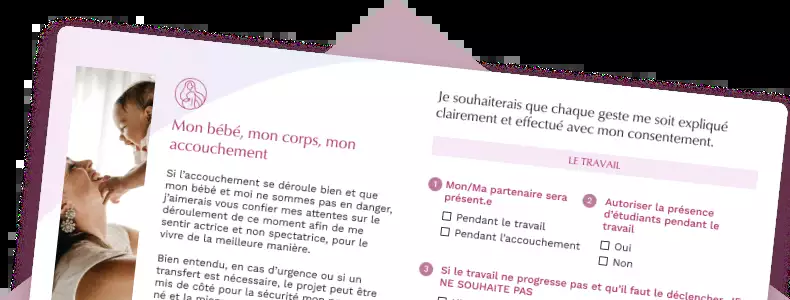 Mon bébé, mon corps, mon
accouchement
Si l'accouchement se déroule bien et que
mon bébé et moi ne sommes pas en danger,
j'aimerais vous confier mes attentes sur le
déroulement de ce moment afin de me
sentir actrice et non spectatrice, pour le
vivre de la meilleure manière.
Bien entendu, en cas d'urgence ou si un
transfert est nécessaire, le projet peut être
mis de côté pour la sécurité mon
né et la
Je souhaiterais que chaque geste me soit expliqué
clairement et effectué avec mon consentement.
LE TRAVAIL
1 Mon/Ma partenaire sera
présent.e
Pendant le travail
Pendant l'accouchement
2 Autoriser la présence
d'étudiants pendant le
travail
Oui
Non
3 Si le travail ne progresse pas et qu'il faut le déclencher, JE
NE SOUHAITE PAS